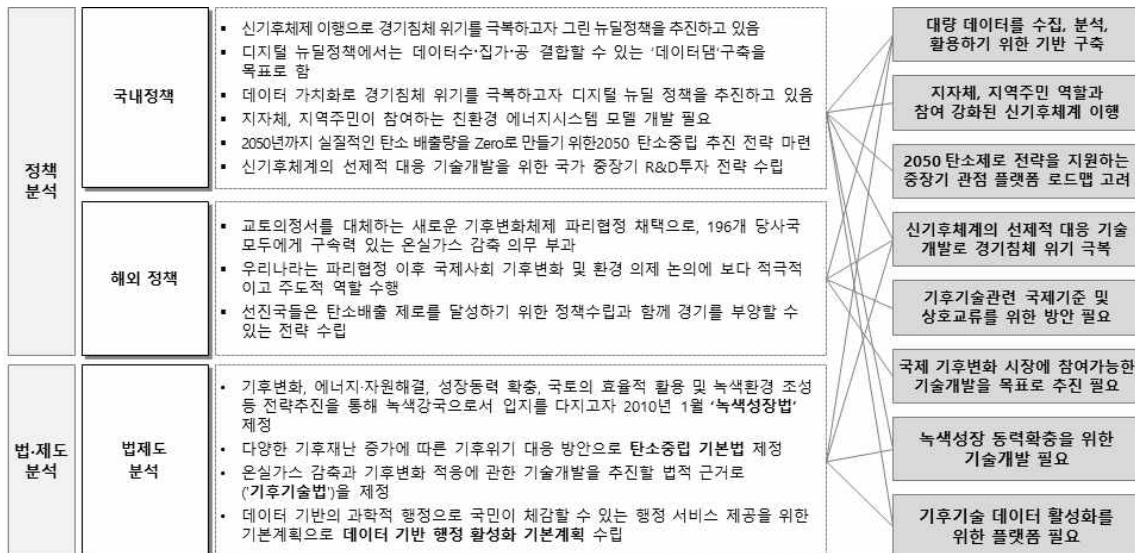 정책
분석
국내정책
▪ 신기후체제 이행으로 경기침체 위기를 극복하고자 그린 뉴딜정책을 추진하고 있음
▪ 디지털 뉴딜정책에서는 데이터수·집가·공 결합할 수 있는 '데이터댐'구축을
목표로 함
▪ 데이터 가치화로 경기침체 위기를 극복하고자 디지털 뉴딜 정책을 추진하고 있음
▪ 지자체, 지역주민이 참여하는 친환경 에너지시스템 모델 개발 필요
▪ 2050년까지 실질적인 탄소 배출량을 Zero로 만들기 위한2050 탄소중립 추진 전략 마련
▪ 신기후체계의 선제적 대응 기술개발을 위한 국가 중장기 R&D투자 전략 수립
해외 정책
▪ 교토의정서를 대체하는 새로운 기후변화체제 파리협정 채택으로, 196개 당사국
모두에게 구속력 있는 온실가스 감축 의무 부과
▪ 우리나라는 파리협정 이후 국제사회 기후변화 및 환경 의제 논의에 보다 적극적
이고 주도적 역할 수행
▪ 선진국들은 탄소배출 제로를 달성하기 위한 정책수립과 함께 경기를 부양할 수
있는 전략 수립
법·제도
분석
법제도
분석
• 기후변화, 에너지·자원해결, 성장동력 확충, 국토의 효율적 활용 및 녹색환경 조성
등 전략추진을 통해 녹색강국으로서 입지를 다지고자 2010년 1월 '녹색성장법'
제정
• 다양한 기후재난 증가에 따른 기후위기 대응 방안으로 탄소중립 기본법 제정
• 온실가스 감축과 기후변화 적응에 관한 기술개발을 추진할 법적 근거로
('기후기술법')을 제정
• 데이터 기반의 과학적 행정으로 국민이 체감할 수 있는 행정 서비스 제공을 위한
기본계획으로 데이터 기반 행정 활성화 기본계획 수립
대량 데이터를 수집, 분석,
활용하기 위한 기반 구축
지자체, 지역주민 역할과
참여 강화된 신기후체계 이행
2050 탄소제로 전략을 지원하는
중장기 관점 플랫폼 로드맵 고려
신기후체계의 선제적 대응 기술
개발로 경기침체 위기 극복
기후기술관련 국제기준 및
상호교류를 위한 방안 필요
국제 기후변화 시장에 참여가능한
기술개발을 목표로 추진 필요
녹색성장 동력확충을 위한
기술개발 필요
기후기술 데이터 활성화를
위한 플랫폼 필요